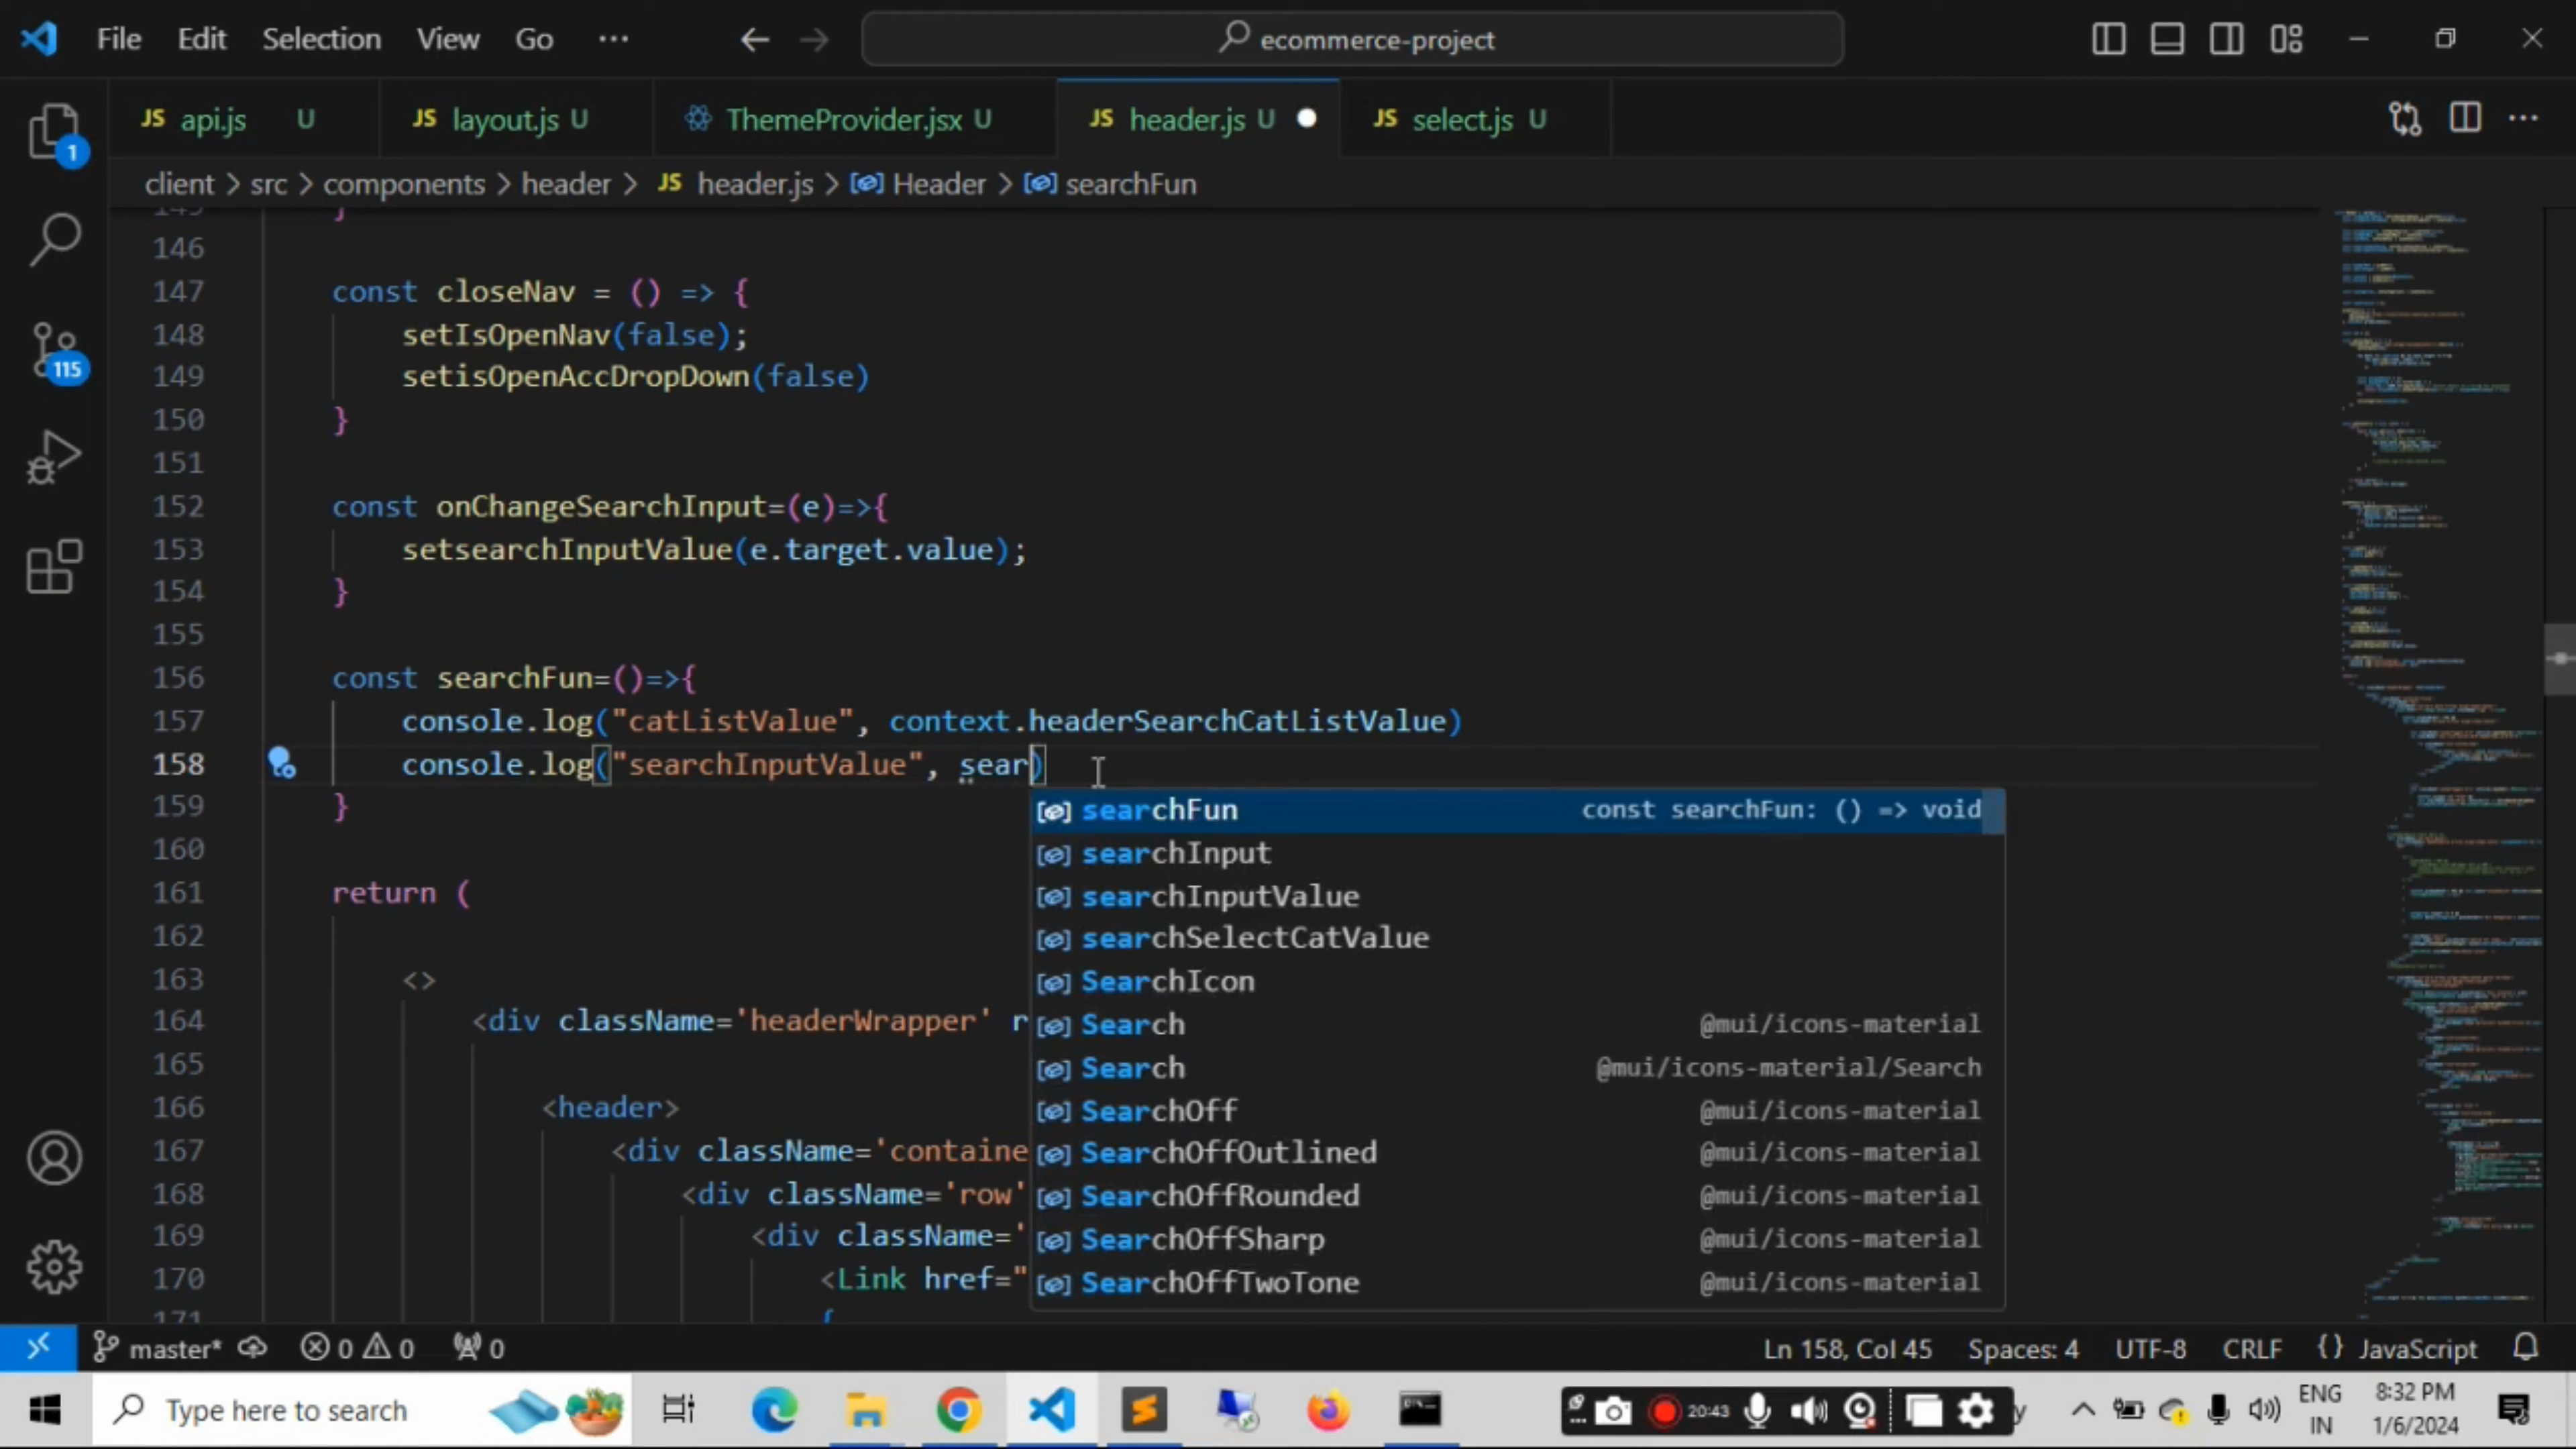 File Edit Selection View Go ··· ecommerce-project
JS api.js U JS layout.js U ThemeProvider.jsx U JS header.js U JS select.js U
client > src > components > header > JS header.js > Header > searchFun
1
115
146
147 const closeNav = () => {
148 setIsOpenNav(false);
149 setisOpenAccDropDown(false)
150 }
151
152 const onChangeSearchInput=(e)=>{
153 setsearchInputValue(e.target.value);
154 }
155
156 const searchFun=()=>{
157 console.log("catListValue", context.headerSearchCatListValue)
158 console.log("searchInputValue", sear)
159 }
searchFun const searchFun: () => void
160 searchInput
161 return ( searchInputValue
162 searchSelectCatValue
163 <> SearchIcon
164 <div className='headerWrapper' r Search @mui/icons-material
165 Search @mui/icons-material/Search
166 <header> SearchOff @mui/icons-material
167 <div className='containe SearchOffOutlined @mui/icons-material
168 <div className='row' SearchOffRounded @mui/icons-material
169 <div className=' SearchOffSharp @mui/icons-material
170 <Link href=" SearchOffTwoTone @mui/icons-material
171 {
master* 0 0 0 Ln 158, Col 45 Spaces: 4 UTF-8 CRLF {} JavaScript
Type here to search 20:43 ENG IN 8:32 PM 1/6/2024